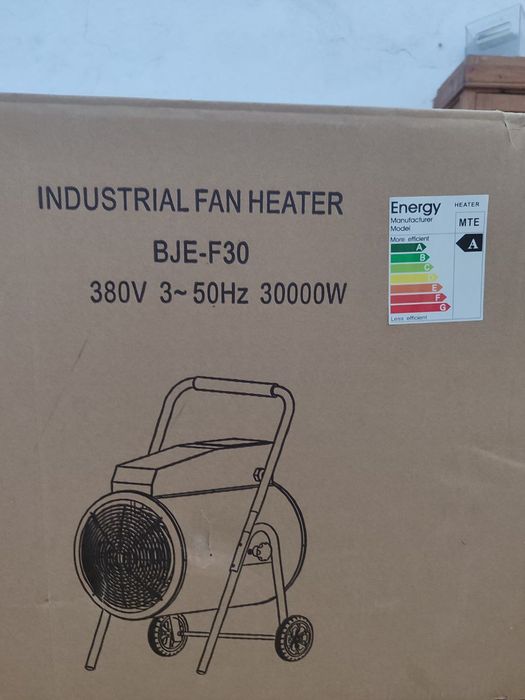 INDUSTRIAL FAN HEATER
BJE-F30
380V 3~ 50Hz 30000W
Energy HEATER
Manufacturer MTE
Model
More efficient
A A
B
C
D
E
F
G
Less efficient